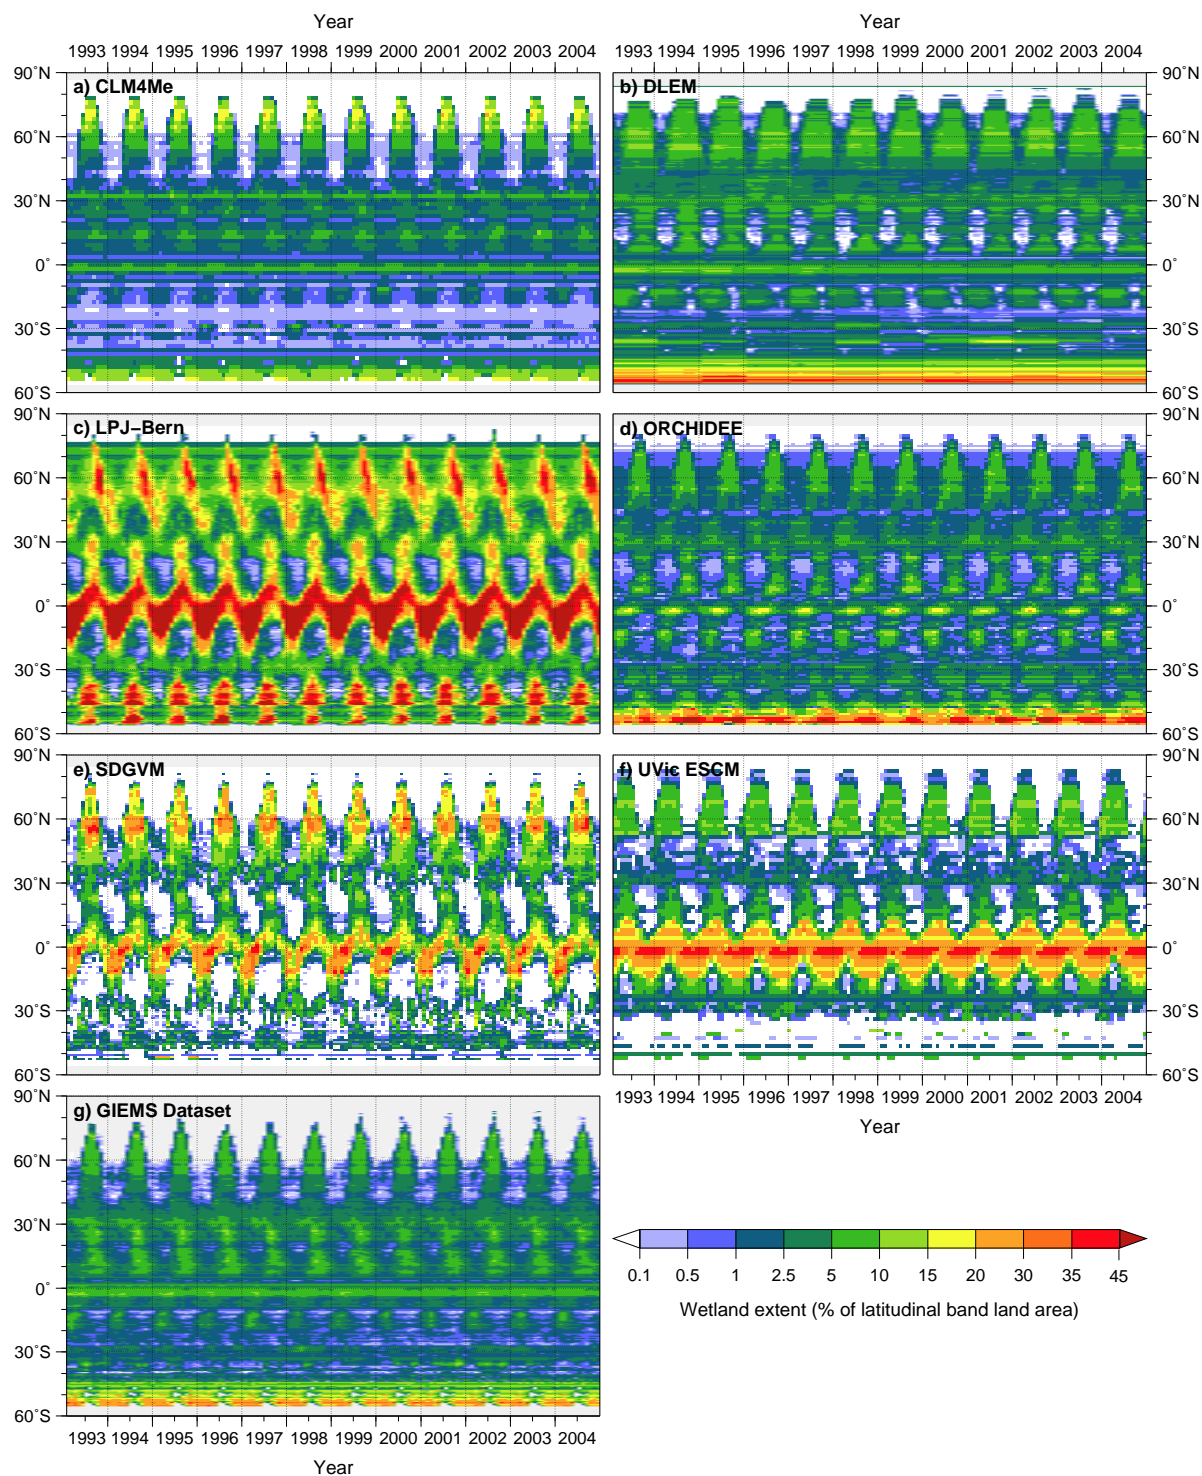 Year
Year
1993 1994 1995 1996 1997 1998 1999 2000 2001 2002 2003 2004
1993 1994 1995 1996 1997 1998 1999 2000 2001 2002 2003 2004
90˚N
a) CLM4Me
b) DLEM
90˚N
60˚N
60˚N
30˚N
30˚N
0˚
0˚
30˚S
30˚S
60˚S
60˚S
90˚N
c) LPJ−Bern
d) ORCHIDEE
90˚N
60˚N
60˚N
30˚N
30˚N
0˚
0˚
30˚S
30˚S
60˚S
60˚S
90˚N
e) SDGVM
f) UVic ESCM
90˚N
60˚N
60˚N
30˚N
30˚N
0˚
0˚
30˚S
30˚S
60˚S
60˚S
1993 1994 1995 1996 1997 1998 1999 2000 2001 2002 2003 2004
Year
90˚N
g) GIEMS Dataset
60˚N
30˚N
0˚
30˚S
60˚S
1993 1994 1995 1996 1997 1998 1999 2000 2001 2002 2003 2004
Year
0.1 0.5 1 2.5 5 10 15 20 30 35 45
Wetland extent (% of latitudinal band land area)